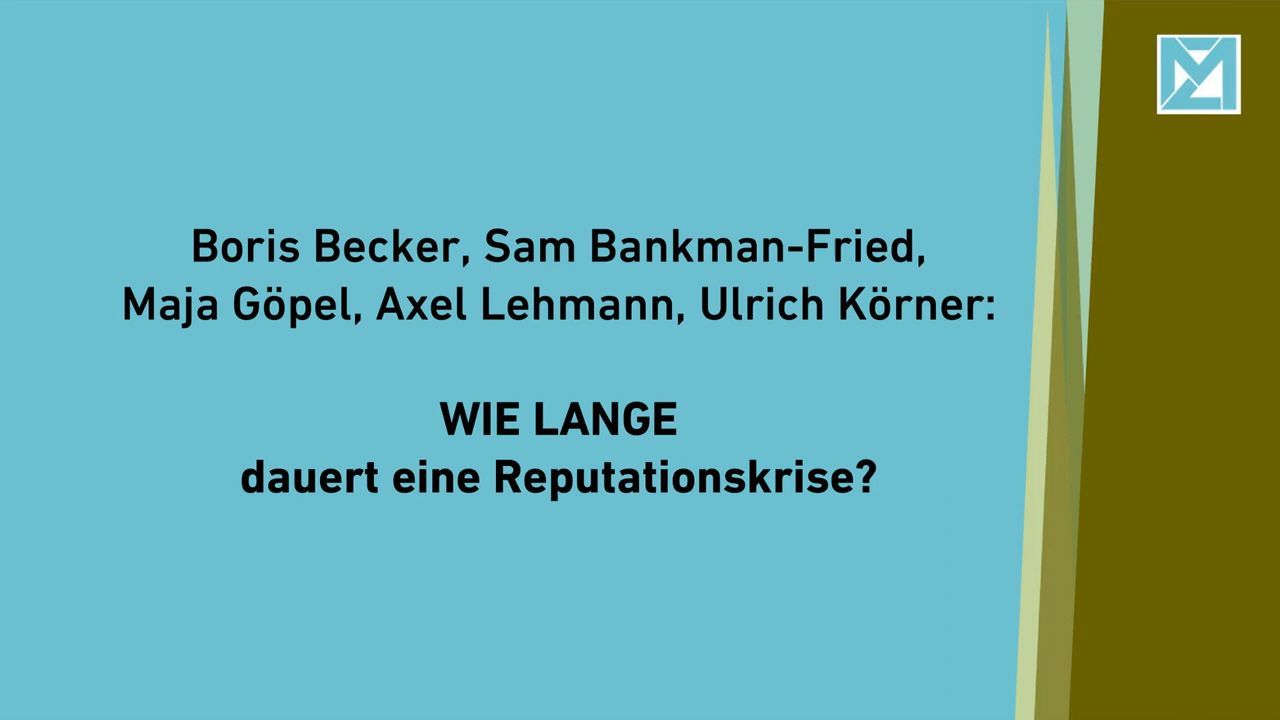 Boris Becker, Sam Bankman-Fried,
Maja Göpel, Axel Lehmann, Ulrich Körner:
WIE LANGE
dauert eine Reputationskrise?